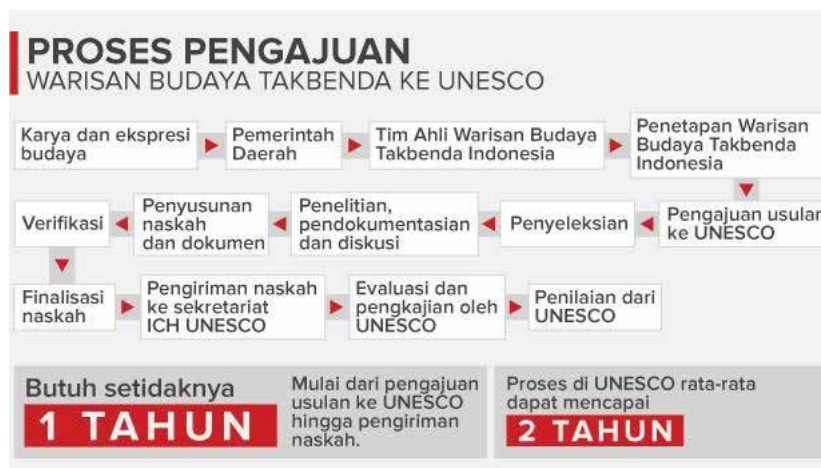 PROSES PENGAJUAN
WARISAN BUDAYA TAKBENDA KE UNESCO
Karya dan ekspresi
budaya
Pemerintah
Daerah
Tim Ahli Warisan Budaya
Takbenda Indonesia
Penetapan Warisan
Budaya Takbenda
Indonesia
Pengajuan usulan
ke UNESCO
Penyeleksian
Penelitian,
pendokumentasian
dan diskusi
Penyusunan
naskah
dan dokumen
Verifikasi
Finalisasi
naskah
Pengiriman naskah
ke sekretariat
ICH UNESCO
Evaluasi dan
pengkajian oleh
UNESCO
Penilaian dari
UNESCO
Butuh setidaknya
1 TAHUN
Mulai dari pengajuan
usulan ke UNESCO
hingga pengiriman
naskah.
Proses di UNESCO rata-rata
dapat mencapai
2 TAHUN